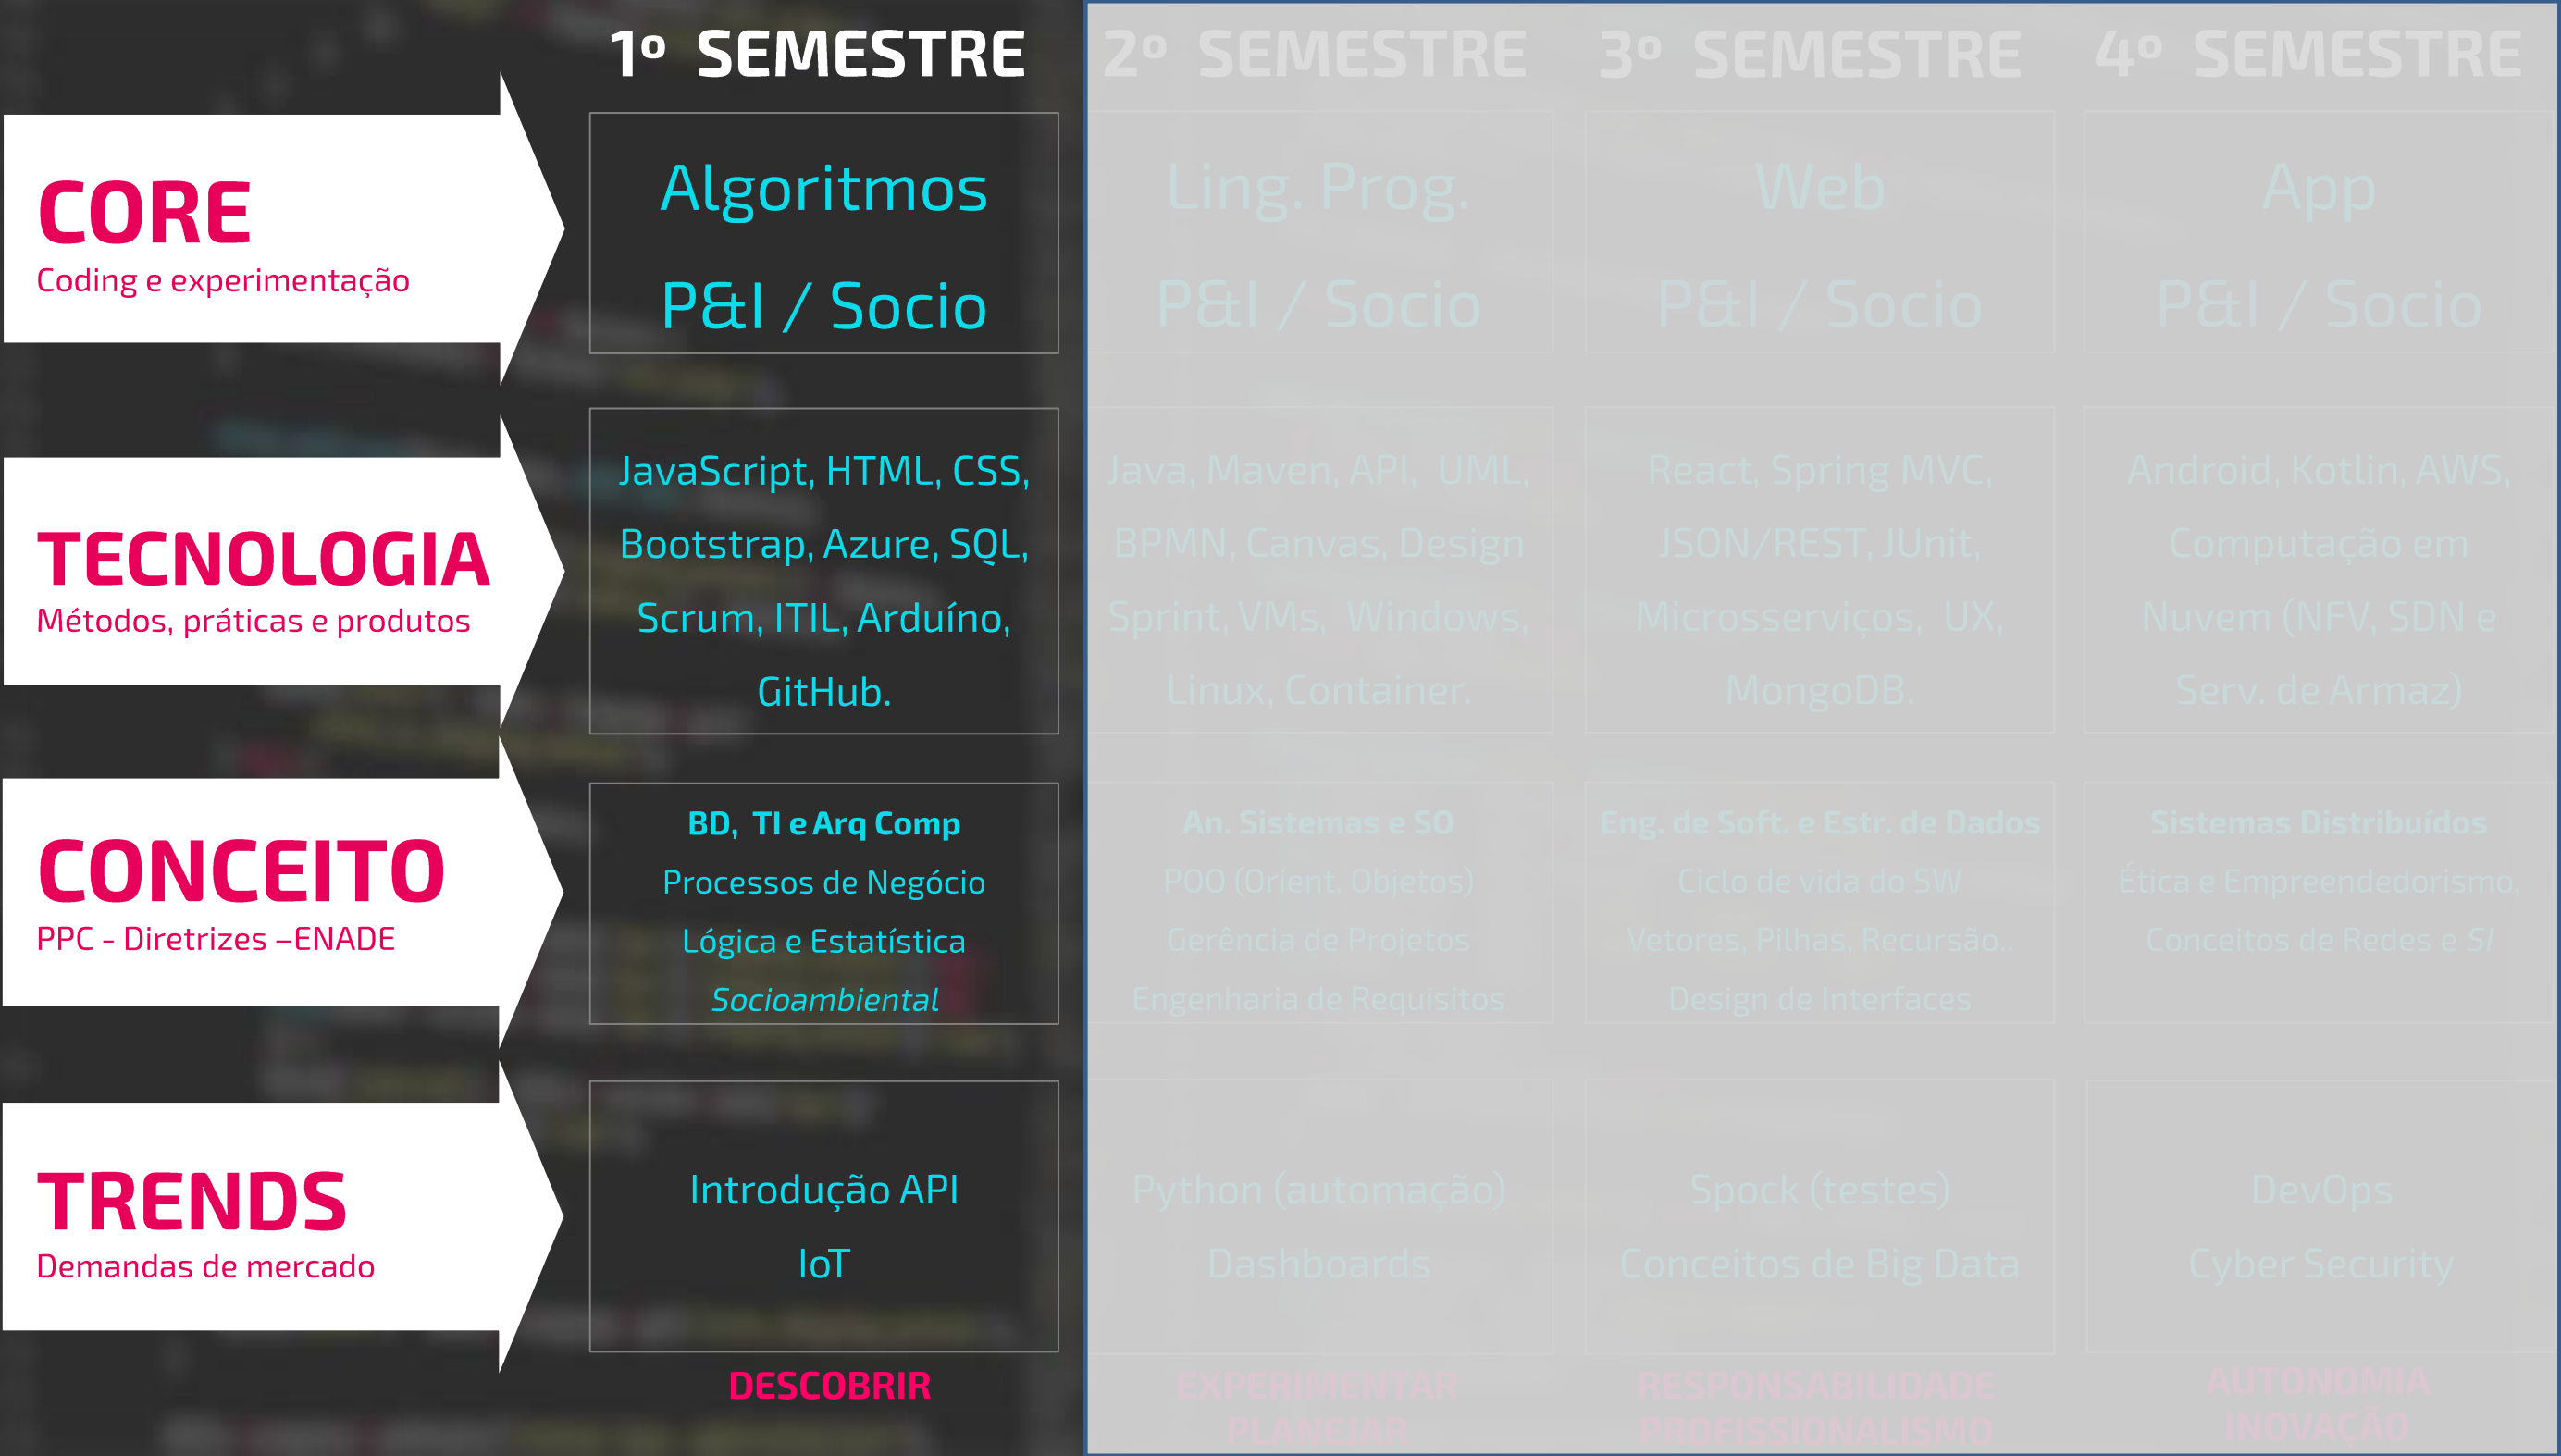 1º SEMESTRE
2º SEMESTRE
3º SEMESTRE
4º SEMESTRE
CORE
Coding e experimentação
Algoritmos
P&I / Socio
Ling. Prog.
P&I / Socio
Web
P&I / Socio
App
P&I / Socio
TECNOLOGIA
Métodos, práticas e produtos
JavaScript, HTML, CSS,
Bootstrap, Azure, SQL,
Scrum, ITIL, Arduíno,
GitHub.
Java, Maven, API, UML,
BPMN, Canvas, Design
Sprint, VMs, Windows,
Linux, Container.
React, Spring MVC,
JSON/REST, JUnit,
Microsserviços, UX,
MongoDB.
Android, Kotlin, AWS,
Computação em
Nuvem (NFV, SDN e
Serv. de Armaz)
CONCEITO
PPC - Diretrizes –ENADE
BD, TI e Arq Comp
Processos de Negócio
Lógica e Estatística
Socioambiental
An. Sistemas e SO
POO (Orient. Objetos)
Gerência de Projetos
Engenharia de Requisitos
Eng. de Soft. e Estr. de Dados
Ciclo de vida do SW
Vetores, Pilhas, Recursão..
Design de Interfaces
Sistemas Distribuídos
Ética e Empreendedorismo,
Conceitos de Redes e SI
TRENDS
Demandas de mercado
Introdução API
IoT
Python (automação)
Dashboards
Spock (testes)
Conceitos de Big Data
DevOps
Cyber Security
DESCOBRIR
EXPERIMENTAR
PLANEJAR
RESPONSABILIDADE
PROFISSIONALISMO
AUTONOMIA
INOVAÇÃO